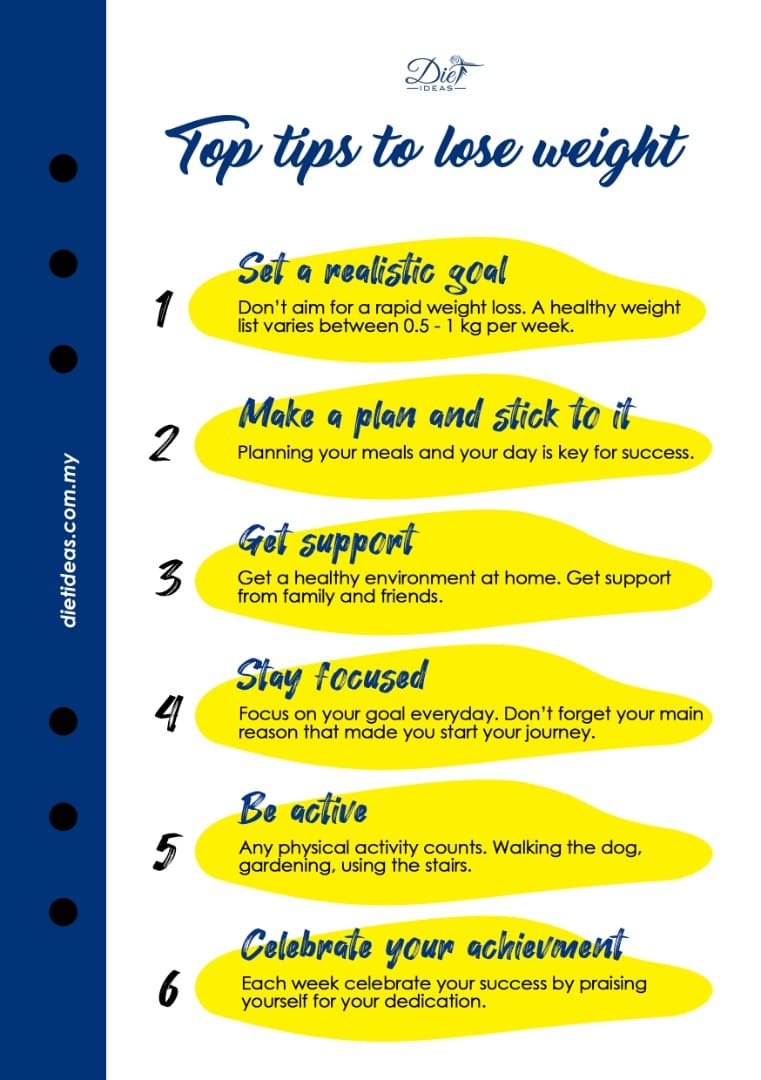 Diet
IDEAS
Top tips to lose weight
1
Set a realistic goal
Don't aim for a rapid weight loss. A healthy weight
list varies between 0.5 - 1 kg per week.
2
Make a plan and stick to it
Planning your meals and your day is key for success.
3
Get support
Get a healthy environment at home. Get support
from family and friends.
4
Stay focused
Focus on your goal everyday. Don't forget your main
reason that made you start your journey.
5
Be active
Any physical activity counts. Walking the dog,
gardening, using the stairs.
6
Celebrate your achievment
Each week celebrate your success by praising
yourself for your dedication.
dietideas.com.my